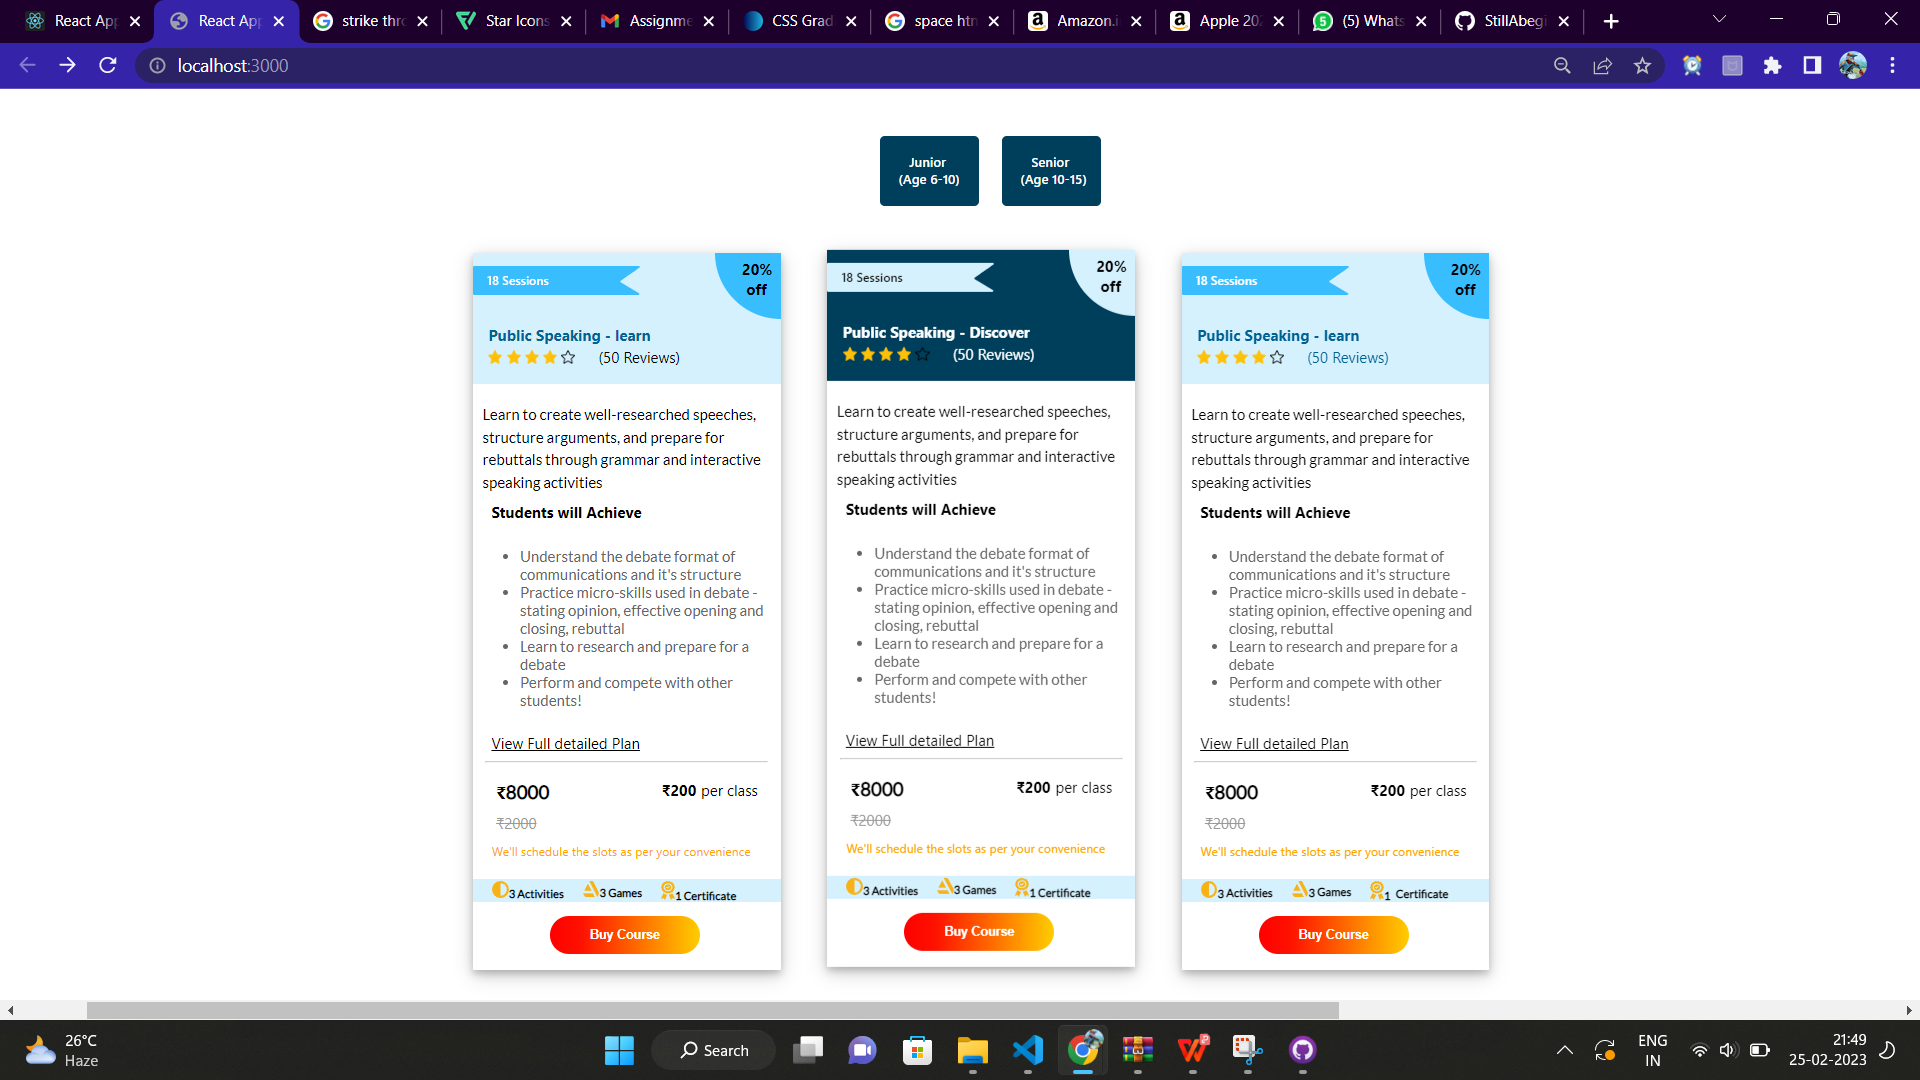 React App
React App
strike thro
Star Icons
Assignme
CSS Grad
space htm
Amazon.i
Apple 202
(5) Whats
StillAbegi
localhost:3000
Junior
(Age 6-10)
Senior
(Age 10-15)
18 Sessions
20%
off
Public Speaking - learn
(50 Reviews)
Learn to create well-researched speeches,
structure arguments, and prepare for
rebuttals through grammar and interactive
speaking activities
Students will Achieve
• Understand the debate format of
communications and it's structure
• Practice micro-skills used in debate -
stating opinion, effective opening and
closing, rebuttal
• Learn to research and prepare for a
debate
• Perform and compete with other
students!
View Full detailed Plan
₹8000
₹200 per class
₹2000
We'll schedule the slots as per your convenience
3 Activities 3 Games 1 Certificate
Buy Course
18 Sessions
20%
off
Public Speaking - Discover
(50 Reviews)
Learn to create well-researched speeches,
structure arguments, and prepare for
rebuttals through grammar and interactive
speaking activities
Students will Achieve
• Understand the debate format of
communications and it's structure
• Practice micro-skills used in debate -
stating opinion, effective opening and
closing, rebuttal
• Learn to research and prepare for a
debate
• Perform and compete with other
students!
View Full detailed Plan
₹8000
₹200 per class
₹2000
We'll schedule the slots as per your convenience
3 Activities 3 Games 1 Certificate
Buy Course
18 Sessions
20%
off
Public Speaking - learn
(50 Reviews)
Learn to create well-researched speeches,
structure arguments, and prepare for
rebuttals through grammar and interactive
speaking activities
Students will Achieve
• Understand the debate format of
communications and it's structure
• Practice micro-skills used in debate -
stating opinion, effective opening and
closing, rebuttal
• Learn to research and prepare for a
debate
• Perform and compete with other
students!
View Full detailed Plan
₹8000
₹200 per class
₹2000
We'll schedule the slots as per your convenience
3 Activities 3 Games 1 Certificate
Buy Course
26°C
Haze
Search
ENG
IN
21:49
25-02-2023